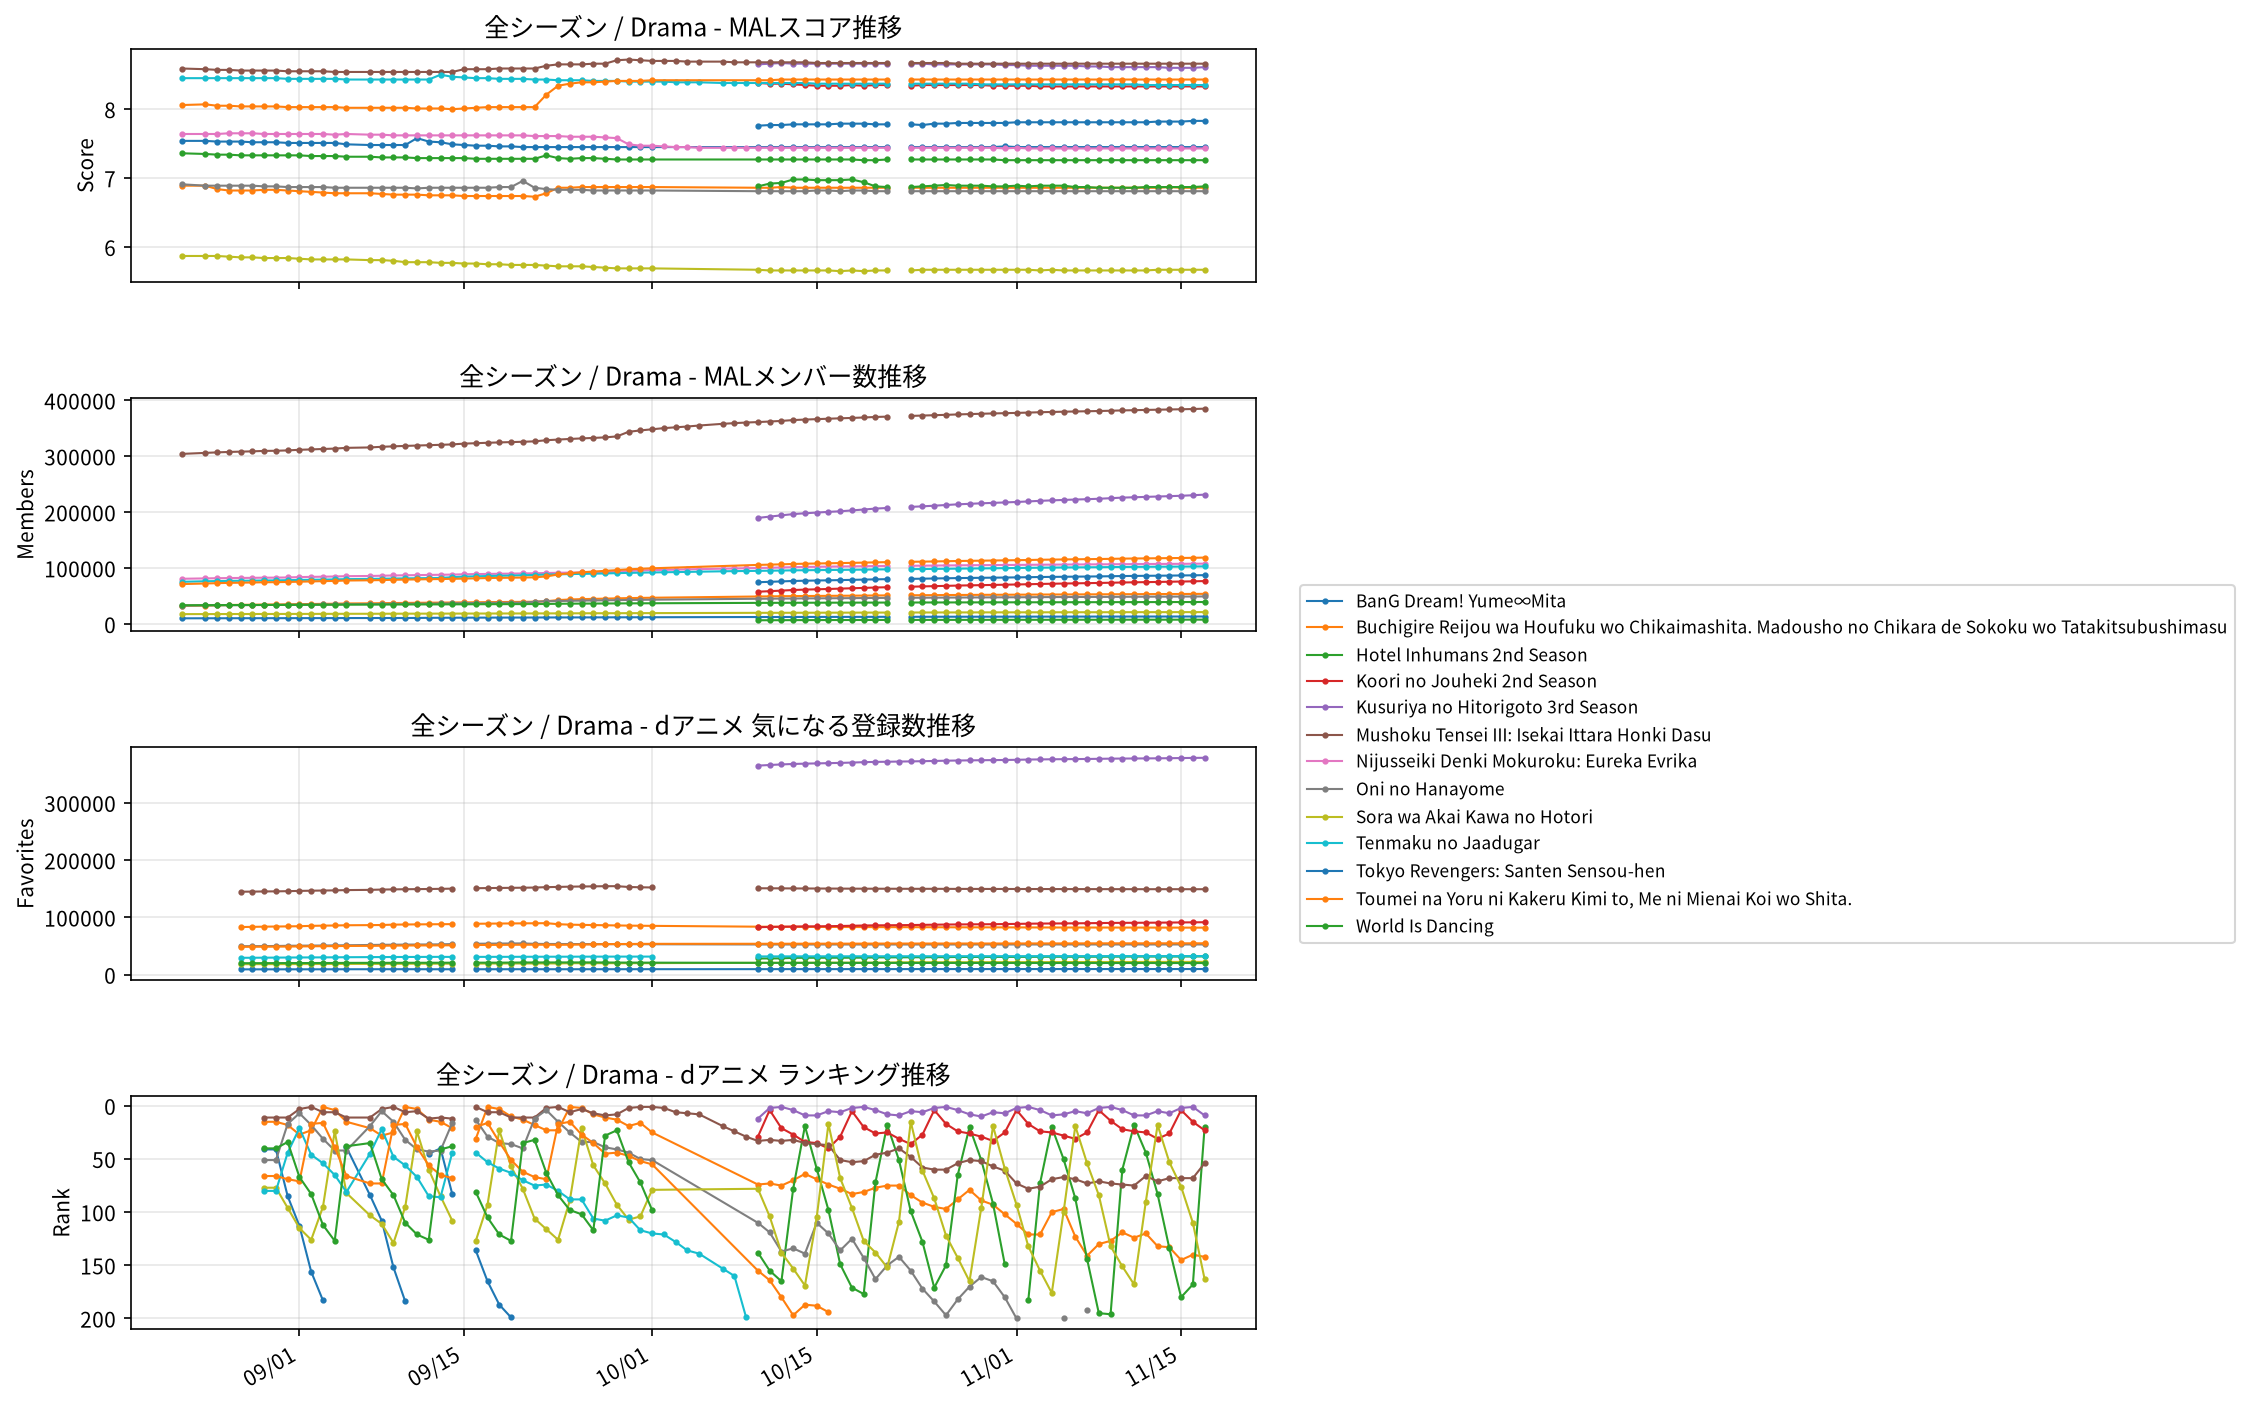 全シーズン / Drama - MALスコア推移
8
7
6
Score
全シーズン / Drama - MALメンバー数推移
400000
300000
200000
100000
0
Members
全シーズン / Drama - dアニメ 気になる登録数推移
300000
200000
100000
0
Favorites
全シーズン / Drama - dアニメ ランキング推移
0
50
100
150
200
Rank
09/01
09/15
10/01
10/15
11/01
11/15
BanG Dream! Yume∞Mita
Buchigire Reijou wa Houfuku wo Chikaimashita. Madousho no Chikara de Sokoku wo Tatakitsubushimasu
Hotel Inhumans 2nd Season
Koori no Jouheki 2nd Season
Kusuriya no Hitorigoto 3rd Season
Mushoku Tensei III: Isekai Ittara Honki Dasu
Nijusseiki Denki Mokuroku: Eureka Evrika
Oni no Hanayome
Sora wa Akai Kawa no Hotori
Tenmaku no Jaadugar
Tokyo Revengers: Santen Sensou-hen
Toumei na Yoru ni Kakeru Kimi to, Me ni Mienai Koi wo Shita.
World Is Dancing